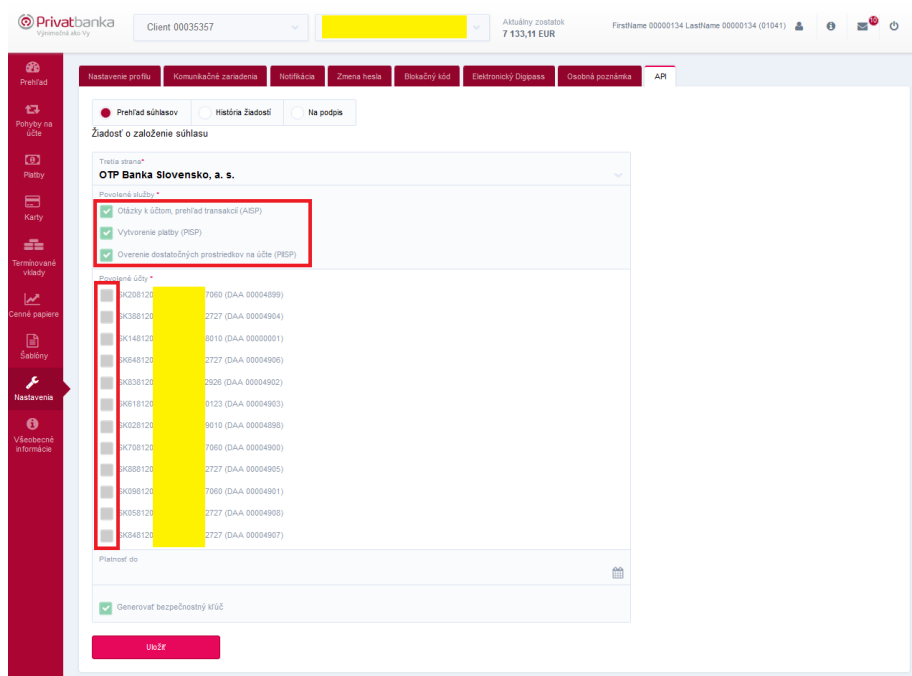 Privatbanka
Výnimočná ako Vy
Client 00035357
Aktuálny zostatok
7 133,11 EUR
FirstName 00000134 LastName 00000134 (01041)
10
Prehľad
Pohyby na účte
Platby
Karty
Termínované vklady
Cenné papiere
Šablóny
Nastavenia
Všeobecné informácie
Nastavenie profilu
Komunikačné zariadenia
Notifikácia
Zmena hesla
Blokačný kód
Elektronický Digipass
Osobná poznámka
API
Prehľad súhlasov
História žiadostí
Na podpis
Žiadosť o založenie súhlasu
Tretia strana*
OTP Banka Slovensko, a. s.
Povolené služby *
Otázky k účtom, prehľad transakcií (AISP)
Vytvorenie platby (PISP)
Overenie dostatočných prostriedkov na účte (PIISP)
Povolené účty *
SK208120 7060 (DAA 00004899)
SK388120 2727 (DAA 00004904)
SK148120 8010 (DAA 00000001)
SK648120 2727 (DAA 00004906)
SK838120 2926 (DAA 00004902)
SK618120 0123 (DAA 00004903)
SK028120 9010 (DAA 00004898)
SK708120 7060 (DAA 00004900)
SK888120 2727 (DAA 00004905)
SK098120 7060 (DAA 00004901)
SK058120 2727 (DAA 00004908)
SK848120 2727 (DAA 00004907)
Platnosť do
Generovať bezpečnostný kľúč
Uložiť